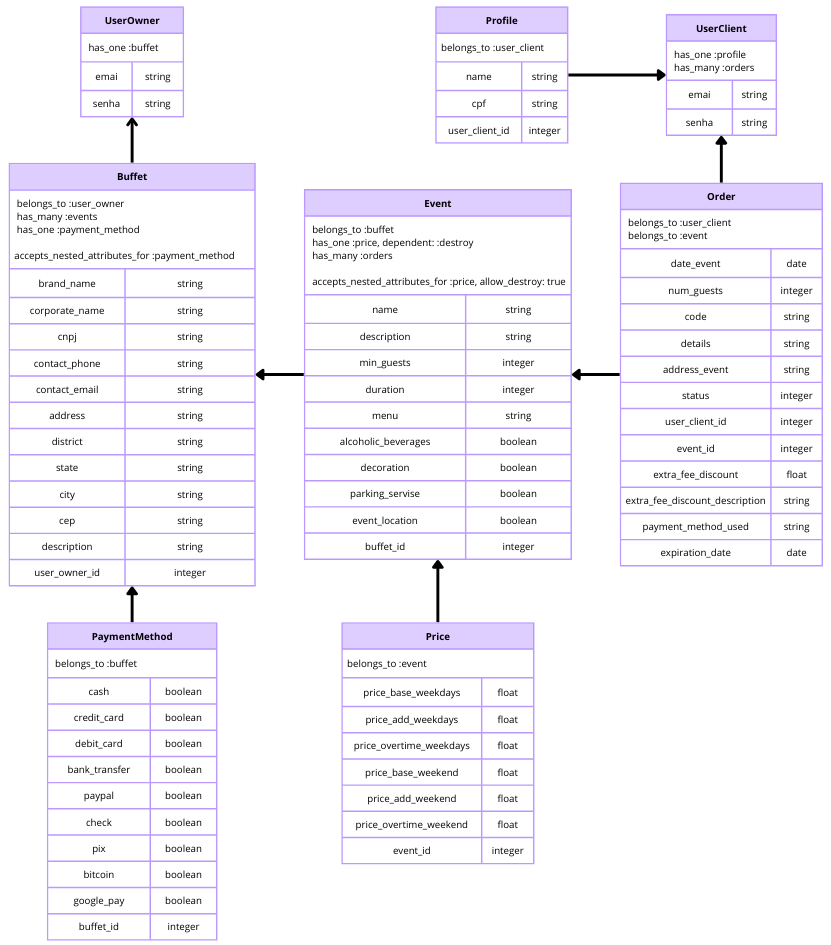 UserOwner
has_one :buffet
emai string
senha string
Profile
belongs_to :user_client
name string
cpf string
user_client_id integer
UserClient
has_one :profile
has_many :orders
emai string
senha string
Buffet
belongs_to :user_owner
has_many :events
has_one :payment_method
accepts_nested_attributes_for :payment_method
brand_name string
corporate_name string
cnpj string
contact_phone string
contact_email string
address string
district string
state string
city string
cep string
description string
user_owner_id integer
Event
belongs_to :buffet
has_one :price, dependent: :destroy
has_many :orders
accepts_nested_attributes_for :price, allow_destroy: true
name string
description string
min_guests integer
duration integer
menu string
alcoholic_beverages boolean
decoration boolean
parking_servise boolean
event_location boolean
buffet_id integer
Order
belongs_to :user_client
belongs_to :event
date_event date
num_guests integer
code string
details string
address_event string
status integer
user_client_id integer
event_id integer
extra_fee_discount float
extra_fee_discount_description string
payment_method_used string
expiration_date date
PaymentMethod
belongs_to :buffet
cash boolean
credit_card boolean
debit_card boolean
bank_transfer boolean
paypal boolean
check boolean
pix boolean
bitcoin boolean
google_pay boolean
buffet_id integer
Price
belongs_to :event
price_base_weekdays float
price_add_weekdays float
price_overtime_weekdays float
price_base_weekend float
price_add_weekend float
price_overtime_weekend float
event_id integer